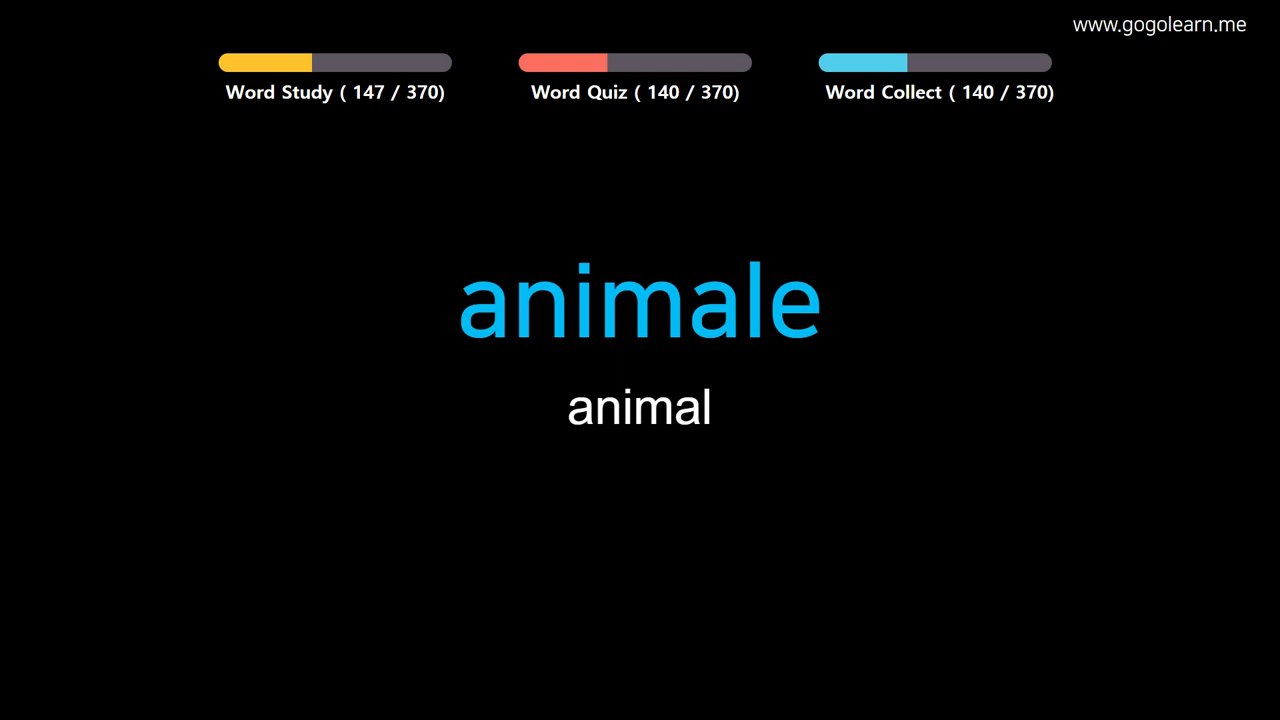 www.gogolearn.me
Word Study ( 147 / 370)
Word Quiz ( 140 / 370)
Word Collect ( 140 / 370)
animale
animal